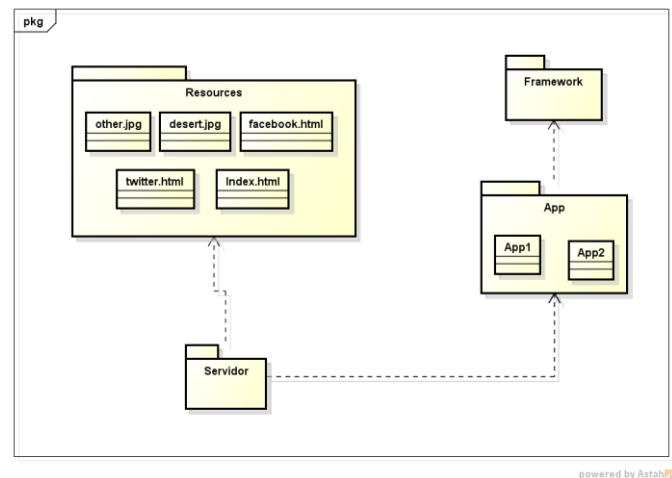 pkg
Resources
other.jpg desert.jpg facebook.html
twitter.html Index.html
Framework
App
App1 App2
Servidor
powered by Astah